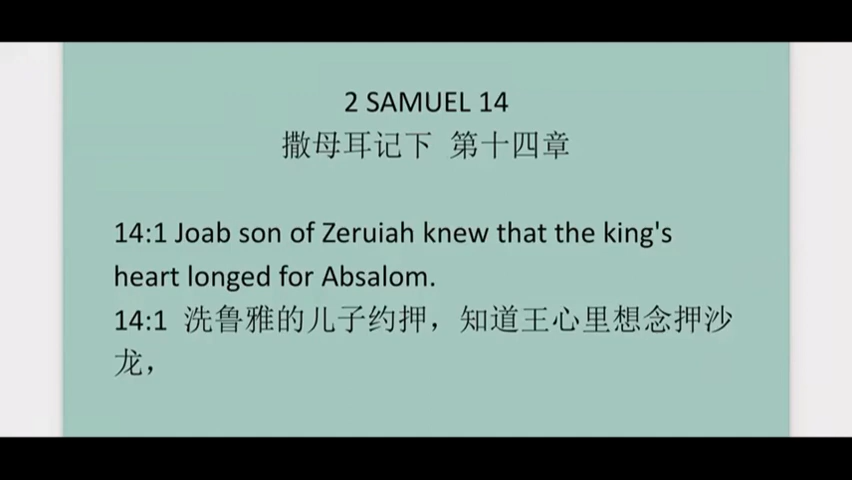 2 SAMUEL 14
撒母耳记下 第十四章
14:1 Joab son of Zeruiah knew that the king's
heart longed for Absalom.
14:1 洗鲁雅的儿子约押，知道王心里想念押沙
龙，